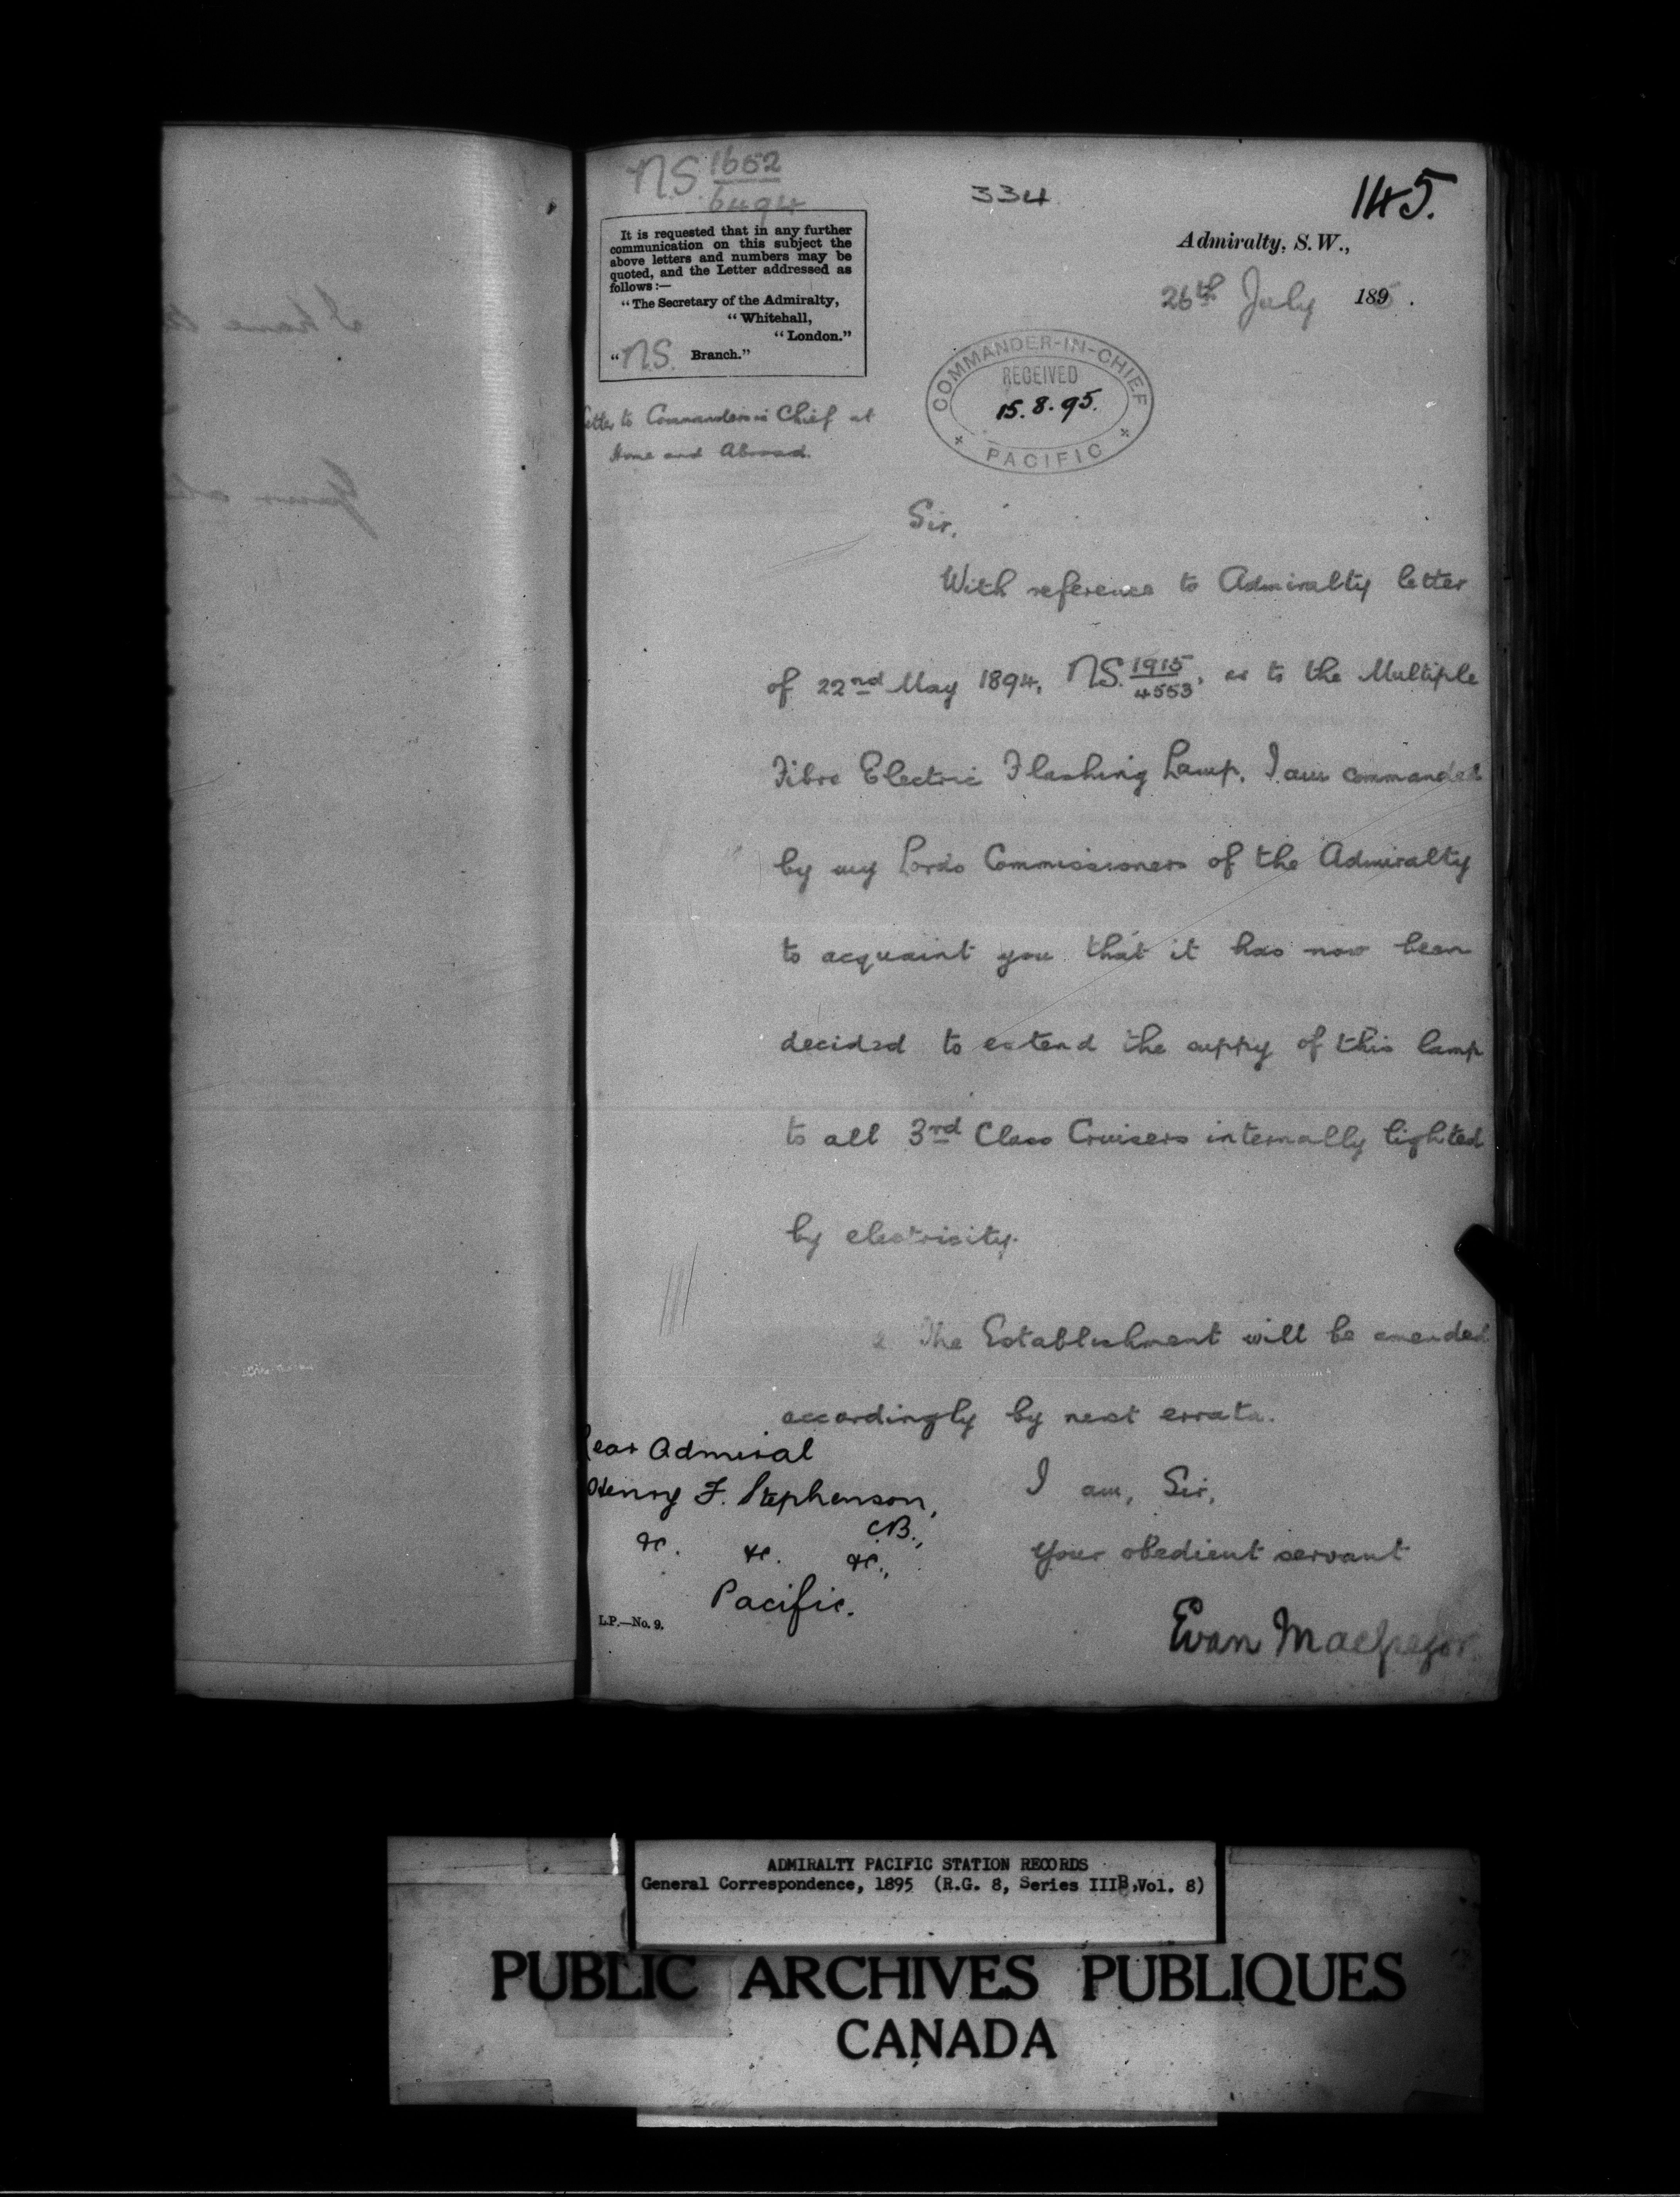 N.S. 1652
6494
334
145.
It is requested that in any further
communication on this subject the
above letters and numbers may be
quoted, and the Letter addressed as
follows:—
"The Secretary of the Admiralty,
"Whitehall,
"London."
"N.S. Branch."
Admiralty, S.W.,
26th July 1895.
COMMANDER-IN-CHIEF
RECEIVED
15.8.95.
PACIFIC
Letter to Commanders in Chief at
Home and Abroad.
Sir,
With reference to Admiralty letter
of 22nd May 1894, N.S. 1915/4553, as to the Multiple
Fibre Electric Flashing Lamp, I am commanded
by my Lords Commissioners of the Admiralty
to acquaint you that it has now been
decided to extend the suppy of this lamp
to all 3rd Class Cruisers internally lighted
by electricity.
2. The Establishment will be amended
accordingly by next errata.
I am, Sir,
Your obedient servant
Evan MacGregor.
Rear Admiral
Henry F. Stephenson,
C.B.,
&c. &c. &c.,
Pacific.
L.P.—No. 9.
ADMIRALTY PACIFIC STATION RECORDS
General Correspondence, 1895 (R.G. 8, Series IIIB, Vol. 8)
PUBLIC ARCHIVES PUBLIQUES
CANADA